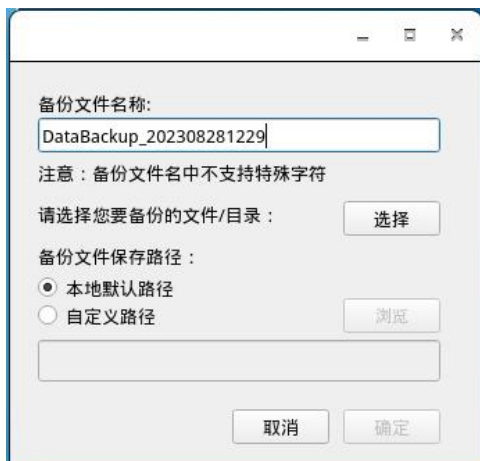 备份文件名称:
DataBackup_202308281229
注意：备份文件名中不支持特殊字符
请选择您要备份的文件/目录：
选择
备份文件保存路径：
本地默认路径
自定义路径
浏览
取消
确定